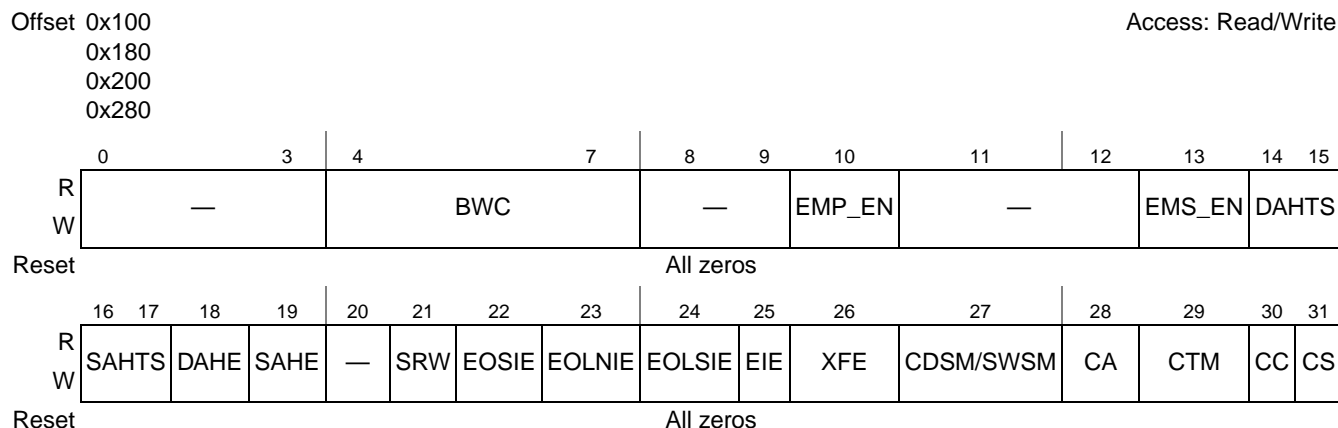 Offset 0x100 Access: Read/Write
0x180
0x200
0x280
0 3 4 7 8 9 10 11 12 13 14 15
R
— BWC — EMP_EN — EMS_EN DAHTS
W
Reset All zeros
16 17 18 19 20 21 22 23 24 25 26 27 28 29 30 31
R
SAHTS DAHE SAHE — SRW EOSIE EOLNIE EOLSIE EIE XFE CDSM/SWSM CA CTM CC CS
W
Reset All zeros